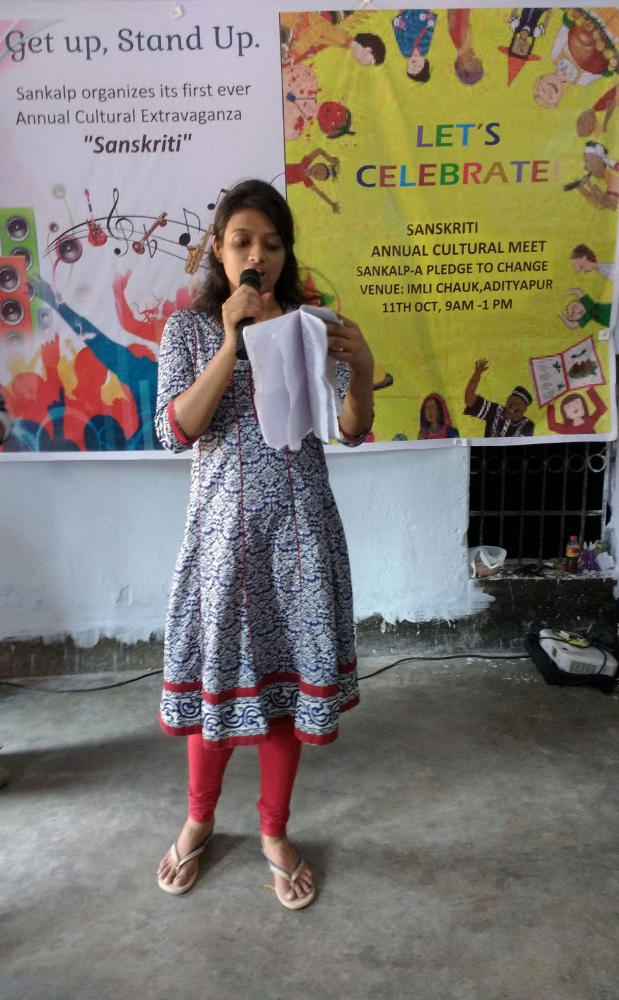 Get up, Stand Up.
Sankalp organizes its first ever
Annual Cultural Extravaganza
"Sanskriti"
LET'S
CELEBRATE!
SANSKRITI
ANNUAL CULTURAL MEET
SANKALP-A PLEDGE TO CHANGE
VENUE: IMLI CHAUK,ADITYAPUR
11TH OCT, 9AM -1 PM